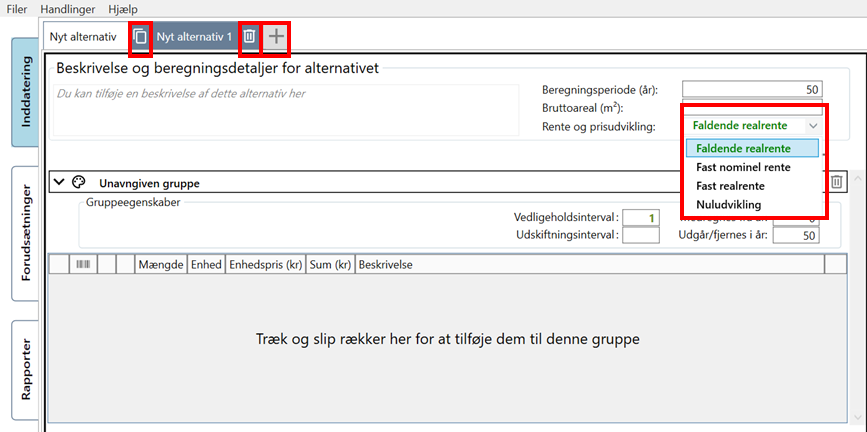 Filer Handlinger Hjælp
Nyt alternativ Nyt alternativ 1
Inddatering
Forudsætninger
Rapporter
Beskrivelse og beregningsdetaljer for alternativet
Du kan tilføje en beskrivelse af dette alternativ her
Beregningsperiode (år): 50
Bruttoareal (m²):
Rente og prisudvikling: Faldende realrente
Faldende realrente
Fast nominel rente
Fast realrente
Nuludvikling
Unavngiven gruppe
Gruppeegenskaber
Vedligeholdsinterval: 1
Udskiftningsinterval: Udgår/fjernes i år: 50
Mængde Enhed Enhedspris (kr) Sum (kr) Beskrivelse
Træk og slip rækker her for at tilføje dem til denne gruppe